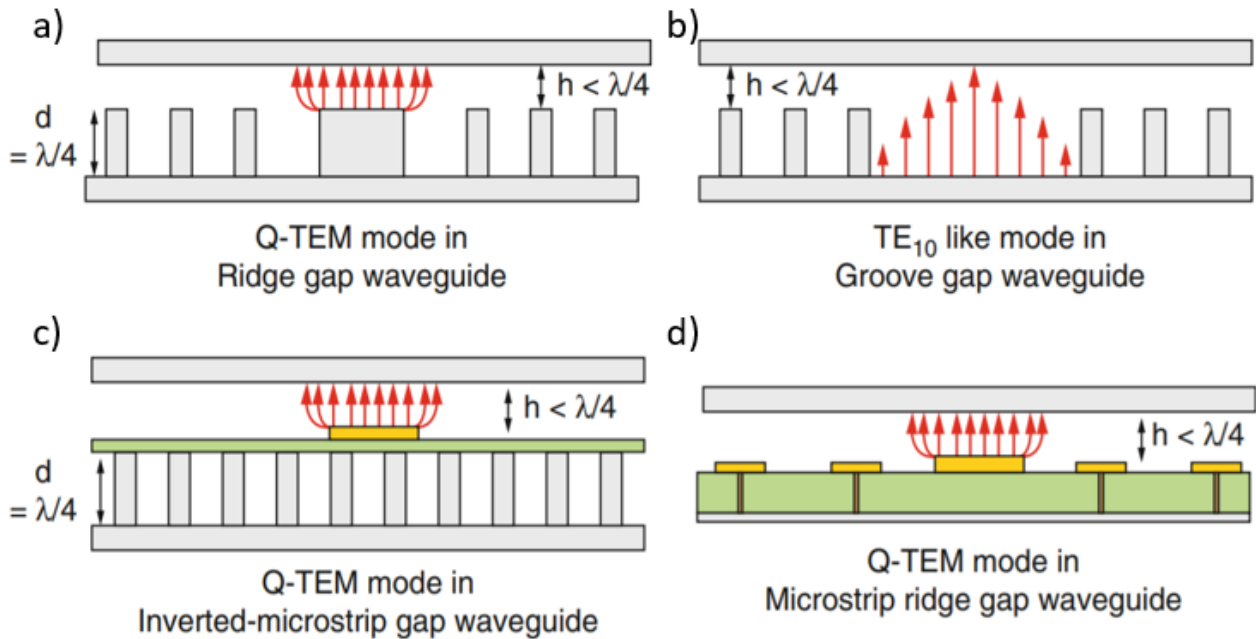 a)
h < λ/4
d
= λ/4
Q-TEM mode in
Ridge gap waveguide
b)
h < λ/4
TE₁₀ like mode in
Groove gap waveguide
c)
h < λ/4
d
= λ/4
Q-TEM mode in
Inverted-microstrip gap waveguide
d)
h < λ/4
Q-TEM mode in
Microstrip ridge gap waveguide